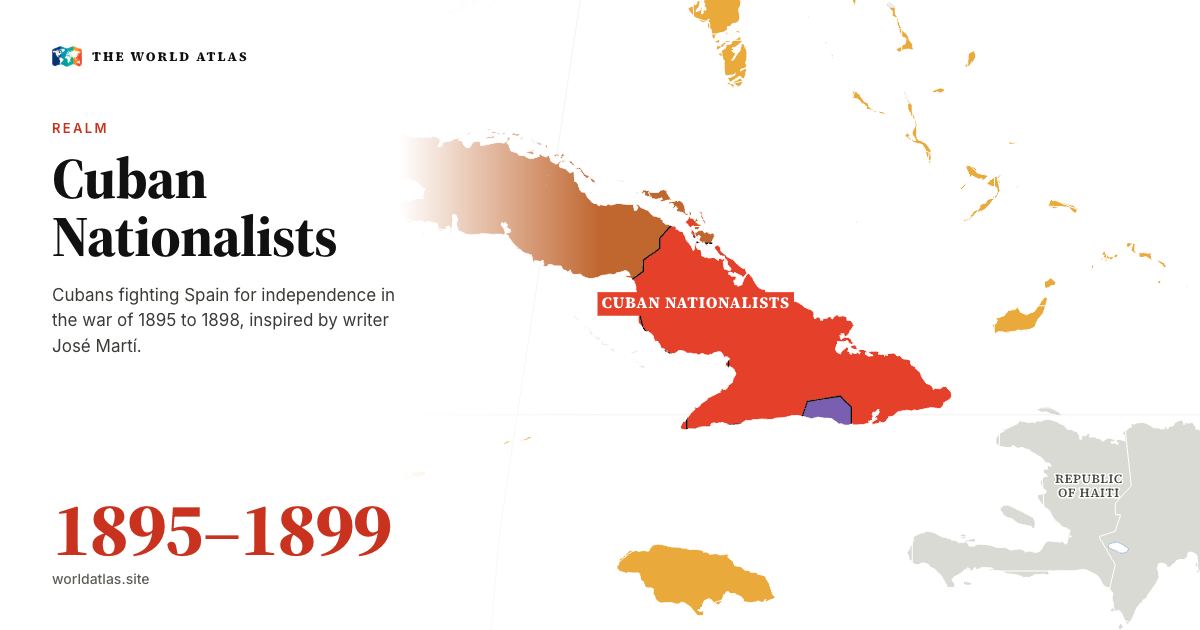 THE WORLD ATLAS
REALM
Cuban
Nationalists
Cubans fighting Spain for independence in
the war of 1895 to 1898, inspired by writer
José Martí.
1895–1899
worldatlas.site
CUBAN NATIONALISTS
REPUBLIC
OF HAITI